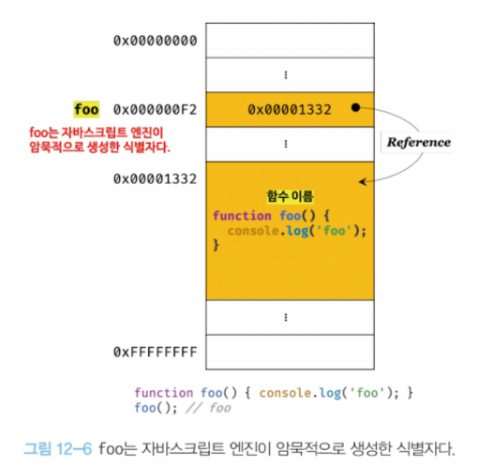 0x00000000
⋮
foo 0x000000F2 0x00001332
foo는 자바스크립트 엔진이
암묵적으로 생성한 식별자다.
⋮
Reference
0x00001332
함수 이름
function foo() {
console.log('foo');
}
⋮
0xFFFFFFFF
function foo() { console.log('foo'); }
foo(); // foo
그림 12-6 foo는 자바스크립트 엔진이 암묵적으로 생성한 식별자다.